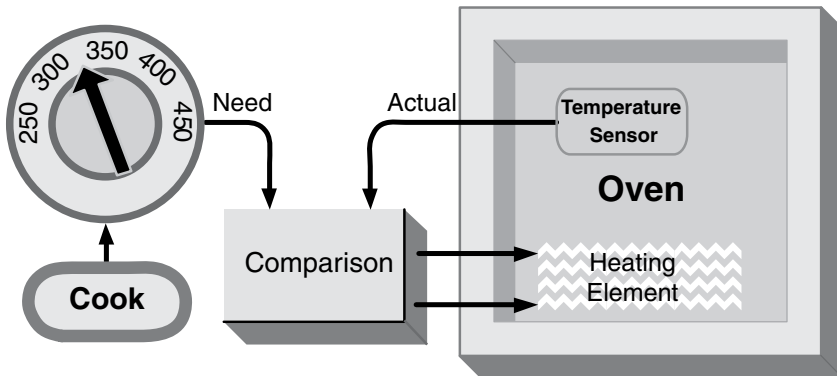 250
300
350
400
450
Need
Actual
Temperature
Sensor
Oven
Comparison
Heating
Element
Cook